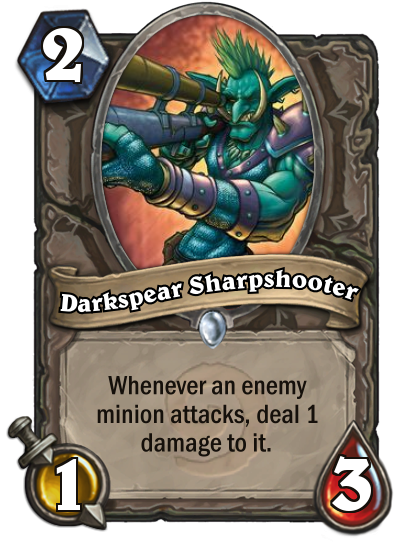 2
Darkspear Sharpshooter
Whenever an enemy
minion attacks, deal 1
damage to it.
1
3